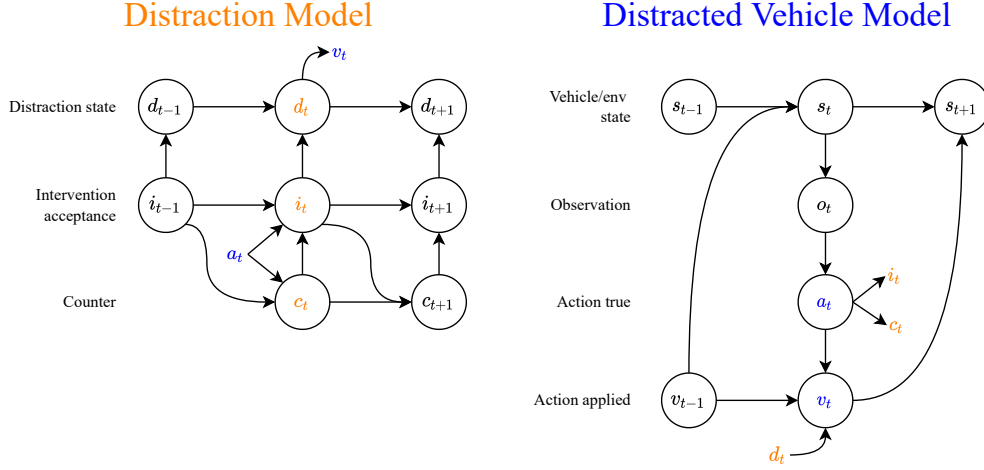 Distraction Model
Distracted Vehicle Model
v_t
Distraction state
d_{t-1}
d_t
d_{t+1}
Intervention
acceptance
i_{t-1}
i_t
i_{t+1}
a_t
Counter
c_t
c_{t+1}
Vehicle/env
state
s_{t-1}
s_t
s_{t+1}
Observation
o_t
Action true
a_t
i_t
c_t
Action applied
v_{t-1}
v_t
d_t